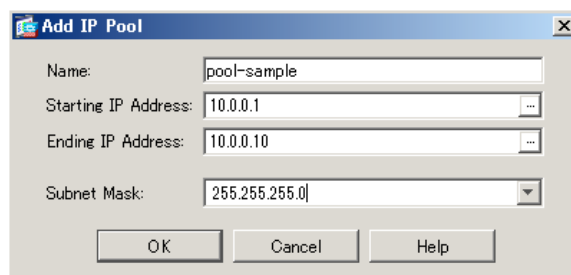 Add IP Pool
Name: pool-sample
Starting IP Address: 10.0.0.1 ...
Ending IP Address: 10.0.0.10 ...
Subnet Mask: 255.255.255.0
OK Cancel Help